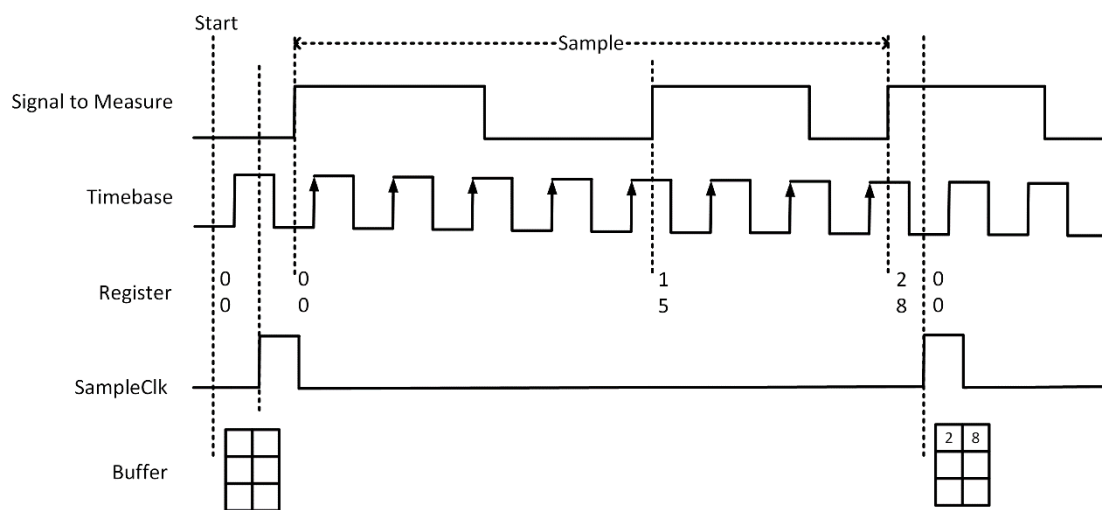 Start
Sample
Signal to Measure
Timebase
0 0 1 2 0
Register
0 0 5 8 0
SampleClk
2 8
Buffer